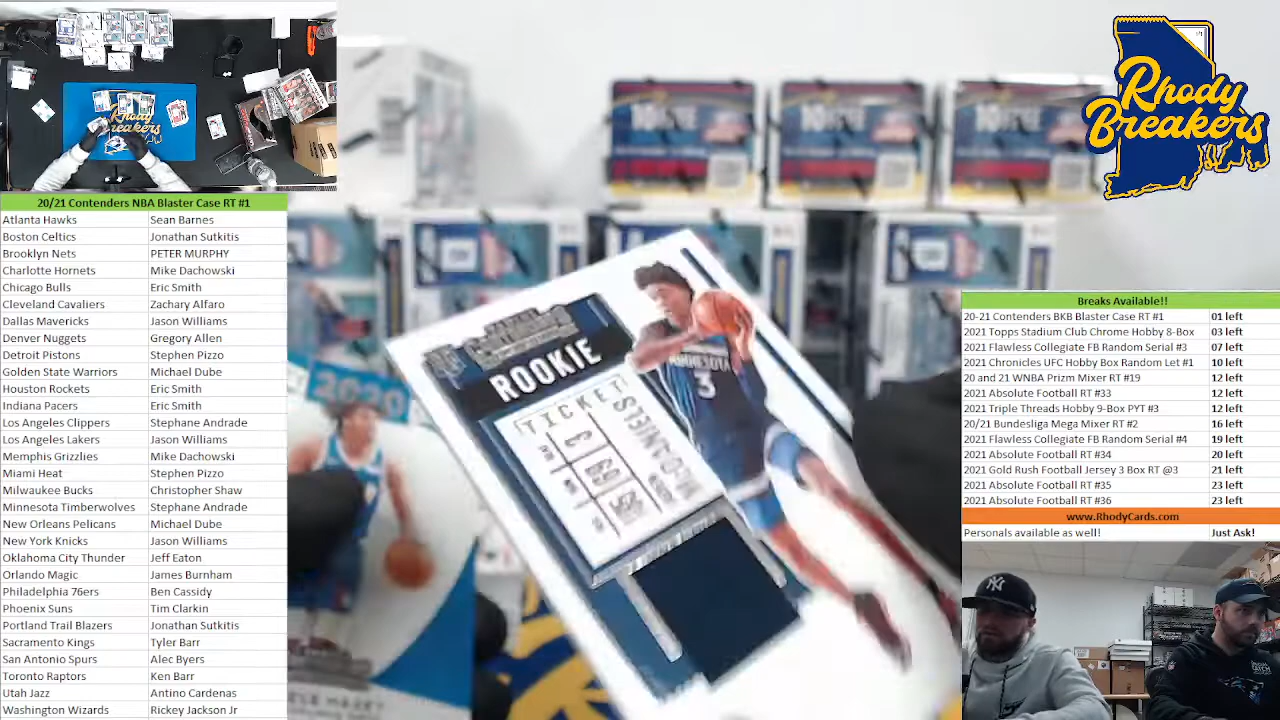 Rhody
Breakers
20/21 Contenders NBA Blaster Case RT #1
Atlanta Hawks Sean Barnes
Boston Celtics Jonathan Sutkitis
Brooklyn Nets PETER MURPHY
Charlotte Hornets Mike Dachowski
Chicago Bulls Eric Smith
Cleveland Cavaliers Zachary Alfaro
Dallas Mavericks Jason Williams
Denver Nuggets Gregory Allen
Detroit Pistons Stephen Pizzo
Golden State Warriors Michael Dube
Houston Rockets Eric Smith
Indiana Pacers Eric Smith
Los Angeles Clippers Stephane Andrade
Los Angeles Lakers Jason Williams
Memphis Grizzlies Mike Dachowski
Miami Heat Stephen Pizzo
Milwaukee Bucks Christopher Shaw
Minnesota Timberwolves Stephane Andrade
New Orleans Pelicans Michael Dube
New York Knicks Jason Williams
Oklahoma City Thunder Jeff Eaton
Orlando Magic James Burnham
Philadelphia 76ers Ben Cassidy
Phoenix Suns Tim Clarkin
Portland Trail Blazers Jonathan Sutkitis
Sacramento Kings Tyler Barr
San Antonio Spurs Alec Byers
Toronto Raptors Ken Barr
Utah Jazz Antino Cardenas
Washington Wizards Rickey Jackson Jr
2020
Contenders
ROOKIE
TICKET
McDANIELS
MINNESOTA
3
Rhody
Breakers
Breaks Available!!
20-21 Contenders BKB Blaster Case RT #1 01 left
2021 Topps Stadium Club Chrome Hobby 8-Box 03 left
2021 Flawless Collegiate FB Random Serial #3 07 left
2021 Chronicles UFC Hobby Box Random Let #1 10 left
20 and 21 WNBA Prizm Mixer RT #19 12 left
2021 Absolute Football RT #33 12 left
2021 Triple Threads Hobby 9-Box PYT #3 12 left
20/21 Bundesliga Mega Mixer RT #2 16 left
2021 Flawless Collegiate FB Random Serial #4 19 left
2021 Absolute Football RT #34 20 left
2021 Gold Rush Football Jersey 3 Box RT @3 21 left
2021 Absolute Football RT #35 23 left
2021 Absolute Football RT #36 23 left
www.RhodyCards.com
Personals available as well! Just Ask!